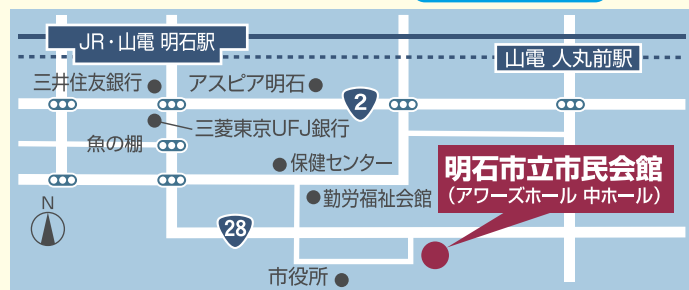 JR・山電 明石駅
山電 人丸前駅
三井住友銀行
アスピア明石
2
三菱東京UFJ銀行
魚の棚
保健センター
明石市立市民会館
(アワーズホール 中ホール)
勤労福祉会館
N
28
市役所